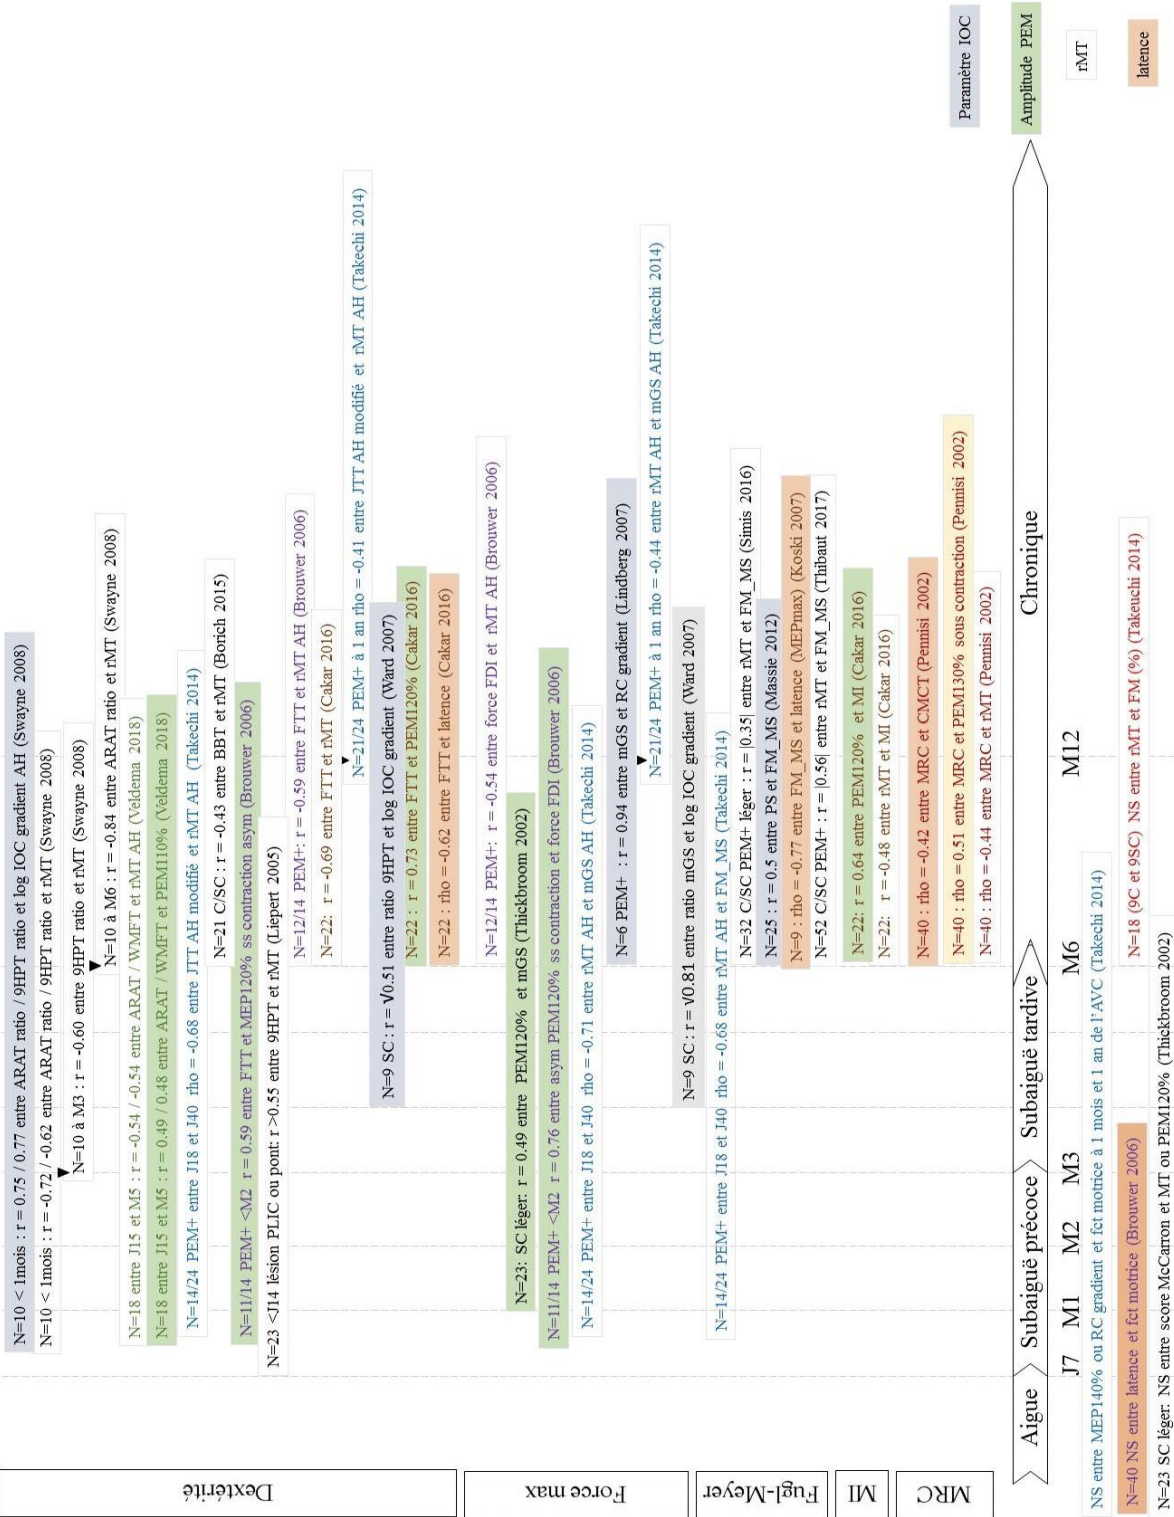 Dextérité
N=10 < 1mois : r = 0.75 / 0.77 entre ARAT ratio / 9HPT ratio et log IOC gradient AH (Swayne 2008)
N=10 < 1mois : r = -0.72 / -0.62 entre ARAT ratio / 9HPT ratio et rMT (Swayne 2008)
N=10 à M3 : r = -0.60 entre 9HPT ratio et rMT (Swayne 2008)
N=10 à M6 : r = -0.84 entre ARAT ratio et rMT (Swayne 2008)
N=18 entre J15 et M5 : r = -0.54 / -0.54 entre ARAT / WMFT et rMT AH (Veldema 2018)
N=18 entre J15 et M5 : r = 0.49 / 0.48 entre ARAT / WMFT et PEM110% (Veldema 2018)
N=14/24 PEM+ entre J18 et J40 rho = -0.68 entre JTT AH modifié et rMT AH (Takechi 2014)
N=21 C/SC : r = -0.43 entre BBT et rMT (Borich 2015)
N=11/14 PEM+ <M2 r = 0.59 entre FTT et MEP120% ss contraction asym (Brouwer 2006)
N=23 <J14 lésion PLIC ou pont: r >0.55 entre 9HPT et rMT (Liepert 2005)
N=12/14 PEM+: r = -0.59 entre FTT et rMT AH (Brouwer 2006)
N=22: r = -0.69 entre FTT et rMT (Cakar 2016)
N=21/24 PEM+ à 1 an rho = -0.41 entre JTT AH modifié et rMT AH (Takechi 2014)
N=9 SC : r = √0.51 entre ratio 9HPT et log IOC gradient (Ward 2007)
N=22 : r = 0.73 entre FTT et PEM120% (Cakar 2016)
N=22 : rho = -0.62 entre FTT et latence (Cakar 2016)
Force max
N=12/14 PEM+: r = -0.54 entre force FDI et rMT AH (Brouwer 2006)
N=23: SC léger: r = 0.49 entre PEM120% et mGS (Thickbroom 2002)
N=11/14 PEM+ <M2 r = 0.76 entre asym PEM120% ss contraction et force FDI (Brouwer 2006)
N=14/24 PEM+ entre J18 et J40 rho = -0.71 entre rMT AH et mGS AH (Takechi 2014)
N=6 PEM+ : r = 0.94 entre mGS et RC gradient (Lindberg 2007)
N=21/24 PEM+ à 1 an rho = -0.44 entre rMT AH et mGS AH (Takechi 2014)
N=9 SC : r = √0.81 entre ratio mGS et log IOC gradient (Ward 2007)
Fugl-Meyer
N=14/24 PEM+ entre J18 et J40 rho = -0.68 entre rMT AH et FM_MS (Takechi 2014)
N=32 C/SC PEM+ léger : r = |0.35| entre rMT et FM_MS (Simis 2016)
N=25 : r = 0.5 entre PS et FM_MS (Massie 2012)
N=9 : rho = -0.77 entre FM_MS et latence (MEPmax) (Koski 2007)
N=52 C/SC PEM+ : r = |0.56| entre rMT et FM_MS (Thibaut 2017)
MI
N=22: r = 0.64 entre PEM120% et MI (Cakar 2016)
N=22: r = -0.48 entre rMT et MI (Cakar 2016)
MRC
N=40 : rho = -0.42 entre MRC et CMCT (Pennisi 2002)
N=40 : rho = 0.51 entre MRC et PEM130% sous contraction (Pennisi 2002)
N=40 : rho = -0.44 entre MRC et rMT (Pennisi 2002)
Aigue Subaiguë précoce Subaiguë tardive Chronique
J7 M1 M2 M3 M6 M12
NS entre MEP140% ou RC gradient et fct motrice à 1 mois et 1 an de l'AVC (Takechi 2014)
N=40 NS entre latence et fct motrice (Brouwer 2006)
N=18 (9C et 9SC) NS entre rMT et FM (%) (Takeuchi 2014)
N=23 SC léger: NS entre score McCarron et MT ou PEM120% (Thickbroom 2002)
Paramètre IOC
Amplitude PEM
rMT
latence